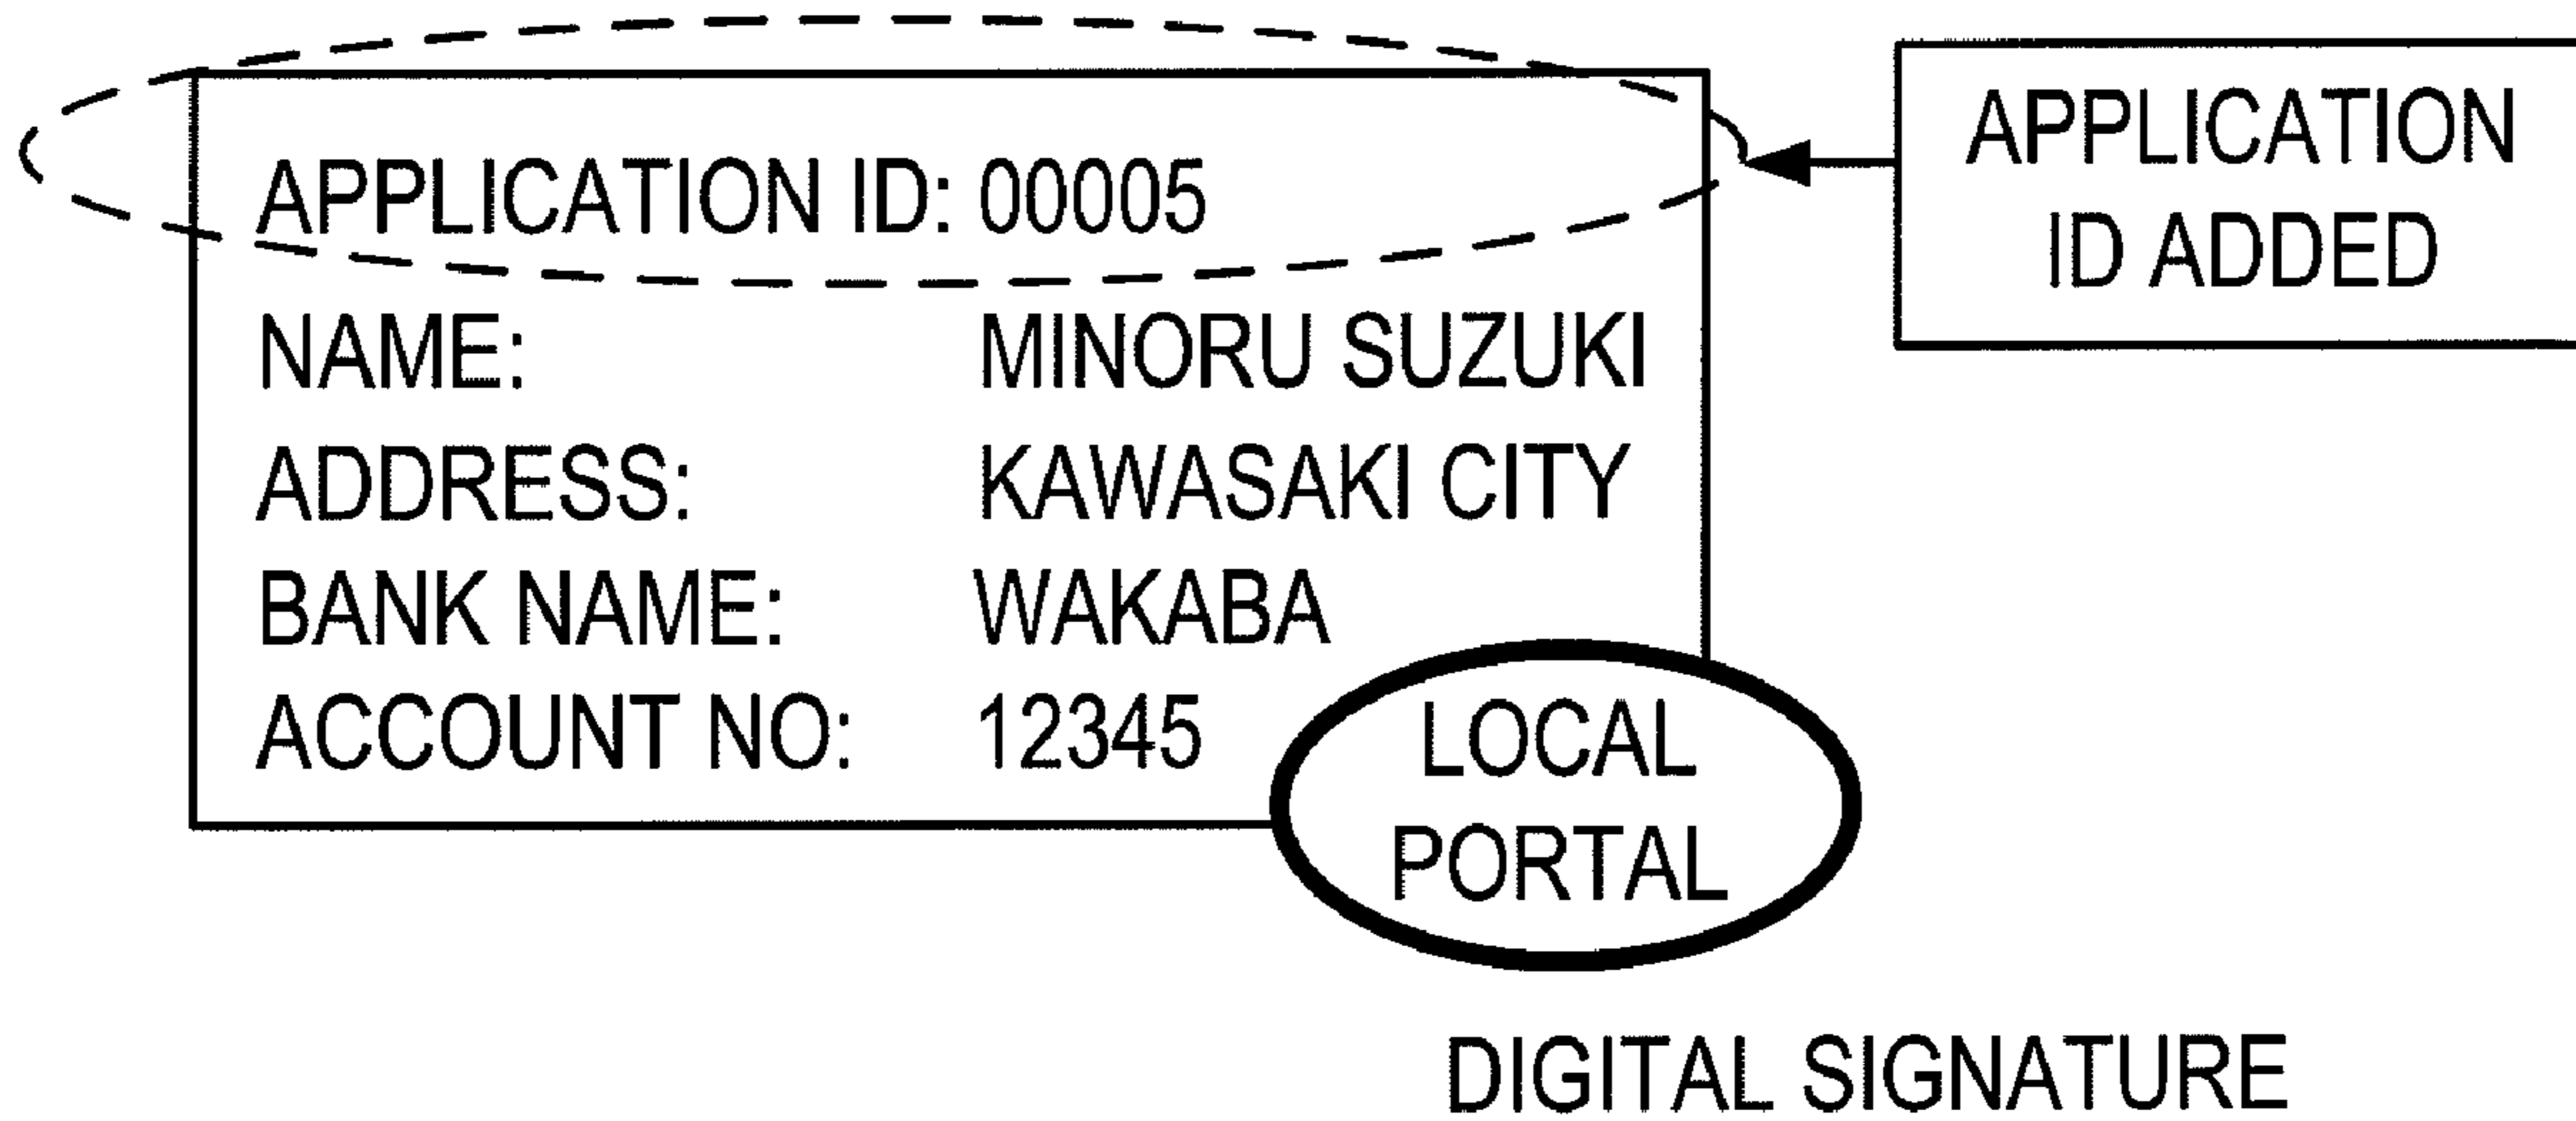 APPLICATION ID: 00005
APPLICATION
ID ADDED
NAME: MINORU SUZUKI
ADDRESS: KAWASAKI CITY
BANK NAME: WAKABA
ACCOUNT NO: 12345
LOCAL
PORTAL
DIGITAL SIGNATURE